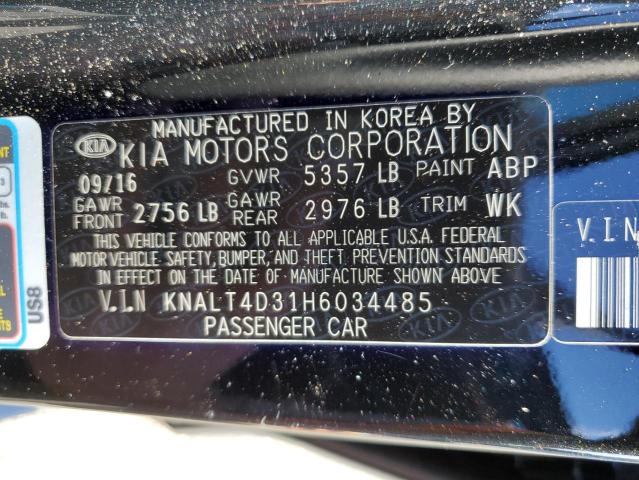 MANUFACTURED IN KOREA BY
KIA KIA MOTORS CORPORATION
09/16 GVWR 5357 LB PAINT ABP
GAWR FRONT 2756 LB GAWR REAR 2976 LB TRIM WK
THIS VEHICLE CONFORMS TO ALL APPLICABLE U.S.A. FEDERAL
MOTOR VEHICLE SAFETY, BUMPER, AND THEFT PREVENTION STANDARDS
IN EFFECT ON THE DATE OF MANUFACTURE SHOWN ABOVE
V.I.N KNALT4D31H6034485
PASSENGER CAR
US8
V.I.N